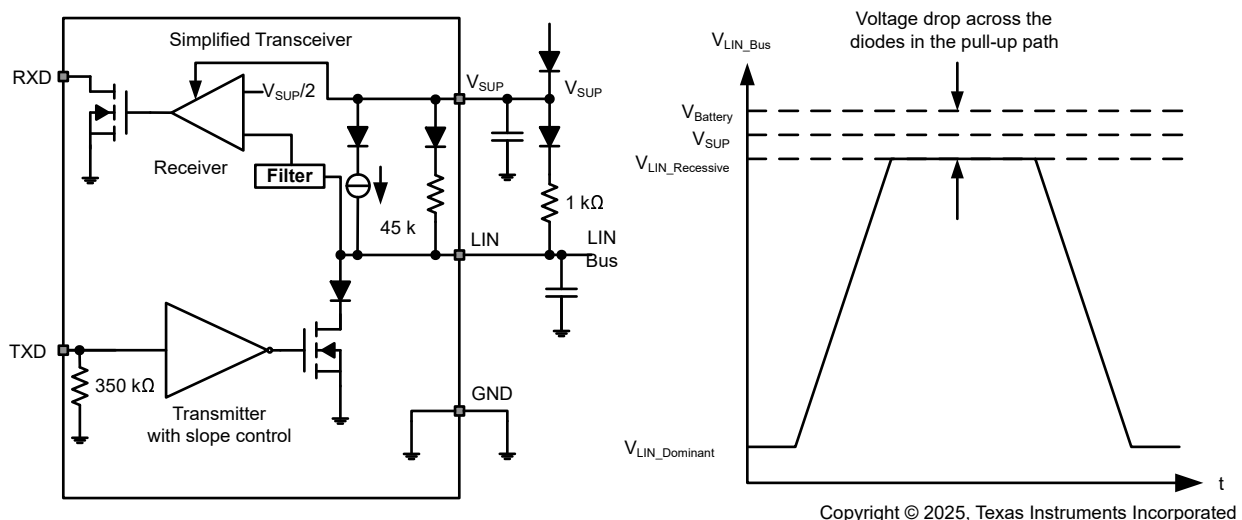 Simplified Transceiver
RXD
V_SUP/2
V_SUP
V_SUP
Receiver
Filter
45 k
1 kΩ
LIN
LIN
Bus
TXD
350 kΩ
Transmitter
with slope control
GND
Voltage drop across the
diodes in the pull-up path
V_LIN_Bus
V_Battery
V_SUP
V_LIN_Recessive
V_LIN_Dominant
t
Copyright © 2025, Texas Instruments Incorporated